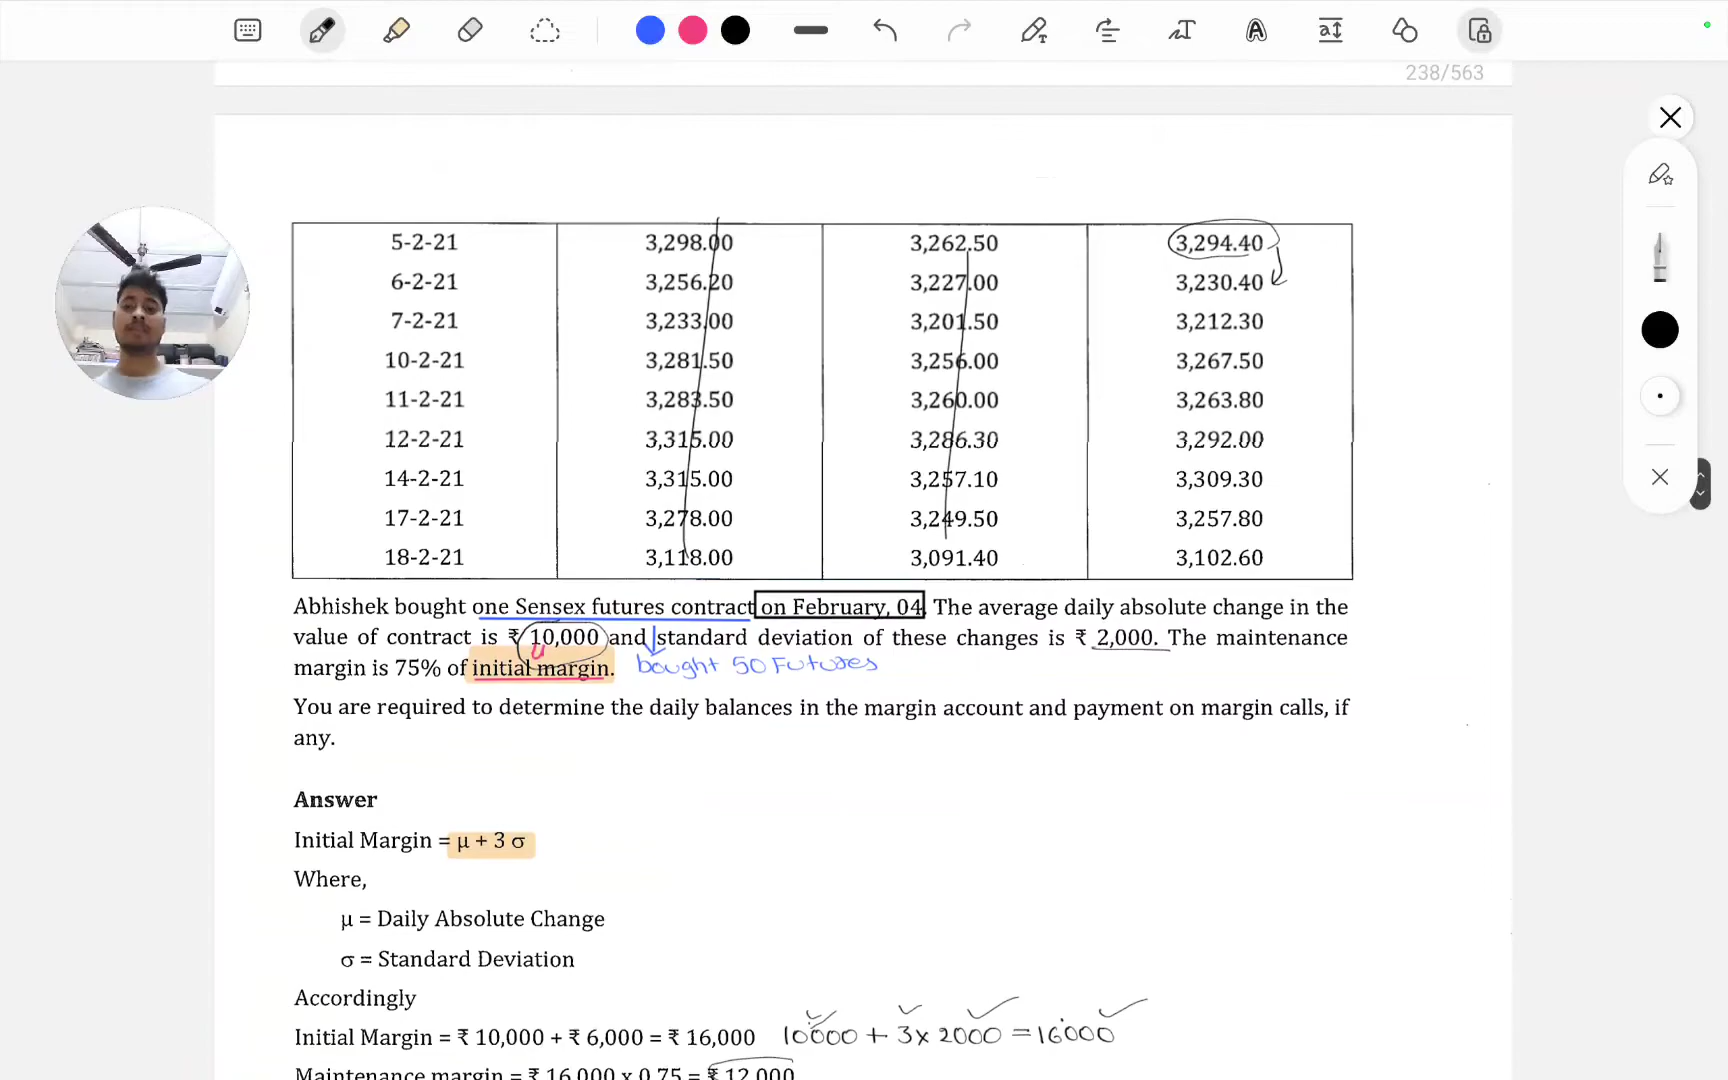 238/563
5-2-21 3,298.00 3,262.50 3,294.40
6-2-21 3,256.20 3,227.00 3,230.40
7-2-21 3,233.00 3,201.50 3,212.30
10-2-21 3,281.50 3,256.00 3,267.50
11-2-21 3,283.50 3,260.00 3,263.80
12-2-21 3,315.00 3,286.30 3,292.00
14-2-21 3,315.00 3,257.10 3,309.30
17-2-21 3,278.00 3,249.50 3,257.80
18-2-21 3,118.00 3,091.40 3,102.60
Abhishek bought one Sensex futures contract on February, 04. The average daily absolute change in the
value of contract is ₹ 10,000 and standard deviation of these changes is ₹ 2,000. The maintenance
margin is 75% of initial margin. bought 50 Futures
You are required to determine the daily balances in the margin account and payment on margin calls, if
any.
Answer
Initial Margin = μ + 3 σ
Where,
μ = Daily Absolute Change
σ = Standard Deviation
Accordingly
Initial Margin = ₹ 10,000 + ₹ 6,000 = ₹ 16,000 10000 + 3 x 2000 = 16000
Maintenance margin = ₹ 16,000 x 0.75 = ₹ 12,000